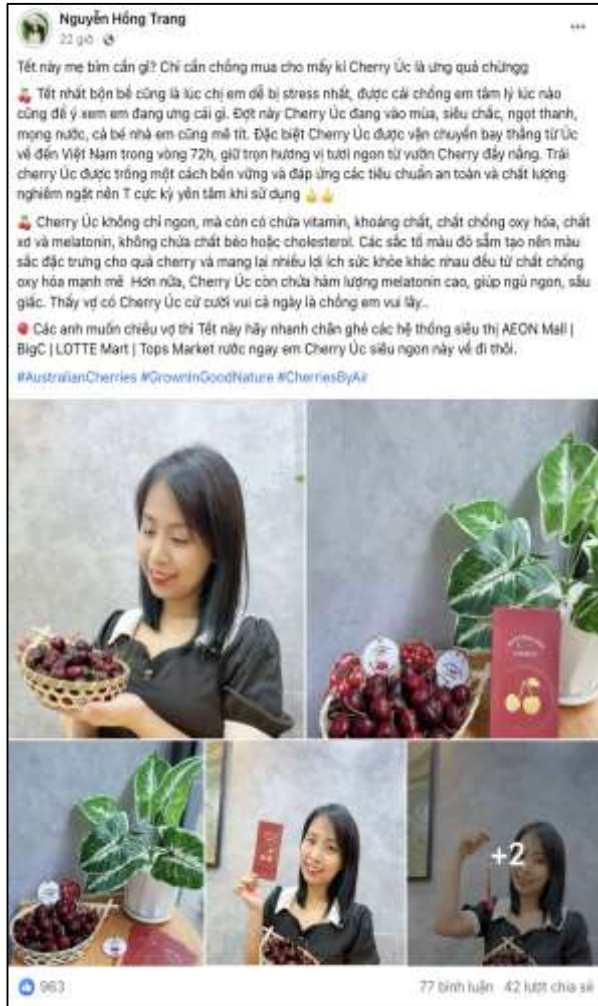 Nguyễn Hồng Trang
22 giờ
Tết này mẹ bỉm cần gì? Chỉ cần chồng mua cho mấy kí Cherry Úc là ưng quá chừngg
🍒 Tết nhất bộn bề cũng là lúc chị em dễ bị stress nhất, được cái chồng em tâm lý lúc nào
cũng để ý xem em đang ưng cái gì. Đợt này Cherry Úc đang vào mùa, siêu chắc, ngọt thanh,
mọng nước, cả bé nhà em cũng mê tít. Đặc biệt Cherry Úc được vận chuyển bay thẳng từ Úc
về đến Việt Nam trong vòng 72h, giữ trọn hương vị tươi ngon từ vườn Cherry đầy nắng. Trái
cherry Úc được trồng một cách bền vững và đáp ứng các tiêu chuẩn an toàn và chất lượng
nghiêm ngặt nên T cực kỳ yên tâm khi sử dụng 👍👍
🍒 Cherry Úc không chỉ ngon, mà còn có chứa vitamin, khoáng chất, chất chống oxy hóa, chất
xơ và melatonin, không chứa chất béo hoặc cholesterol. Các sắc tố màu đỏ sẫm tạo nên màu
sắc đặc trưng cho quả cherry và mang lại nhiều lợi ích sức khỏe khác nhau đều từ chất chống
oxy hóa mạnh mẽ Hơn nữa, Cherry Úc còn chứa hàm lượng melatonin cao, giúp ngủ ngon, sâu
giấc. Thấy vợ có Cherry Úc cứ cười vui cả ngày là chồng em vui lây..
Các anh muốn chiều vợ thì Tết này hãy nhanh chân ghé các hệ thống siêu thị AEON Mall |
BigC | LOTTE Mart | Tops Market rước ngay em Cherry Úc siêu ngon này về đi thôi.
#AustralianCherries #GrownInGoodNature #CherriesByAir
+2
963
77 bình luận · 42 lượt chia sẻ